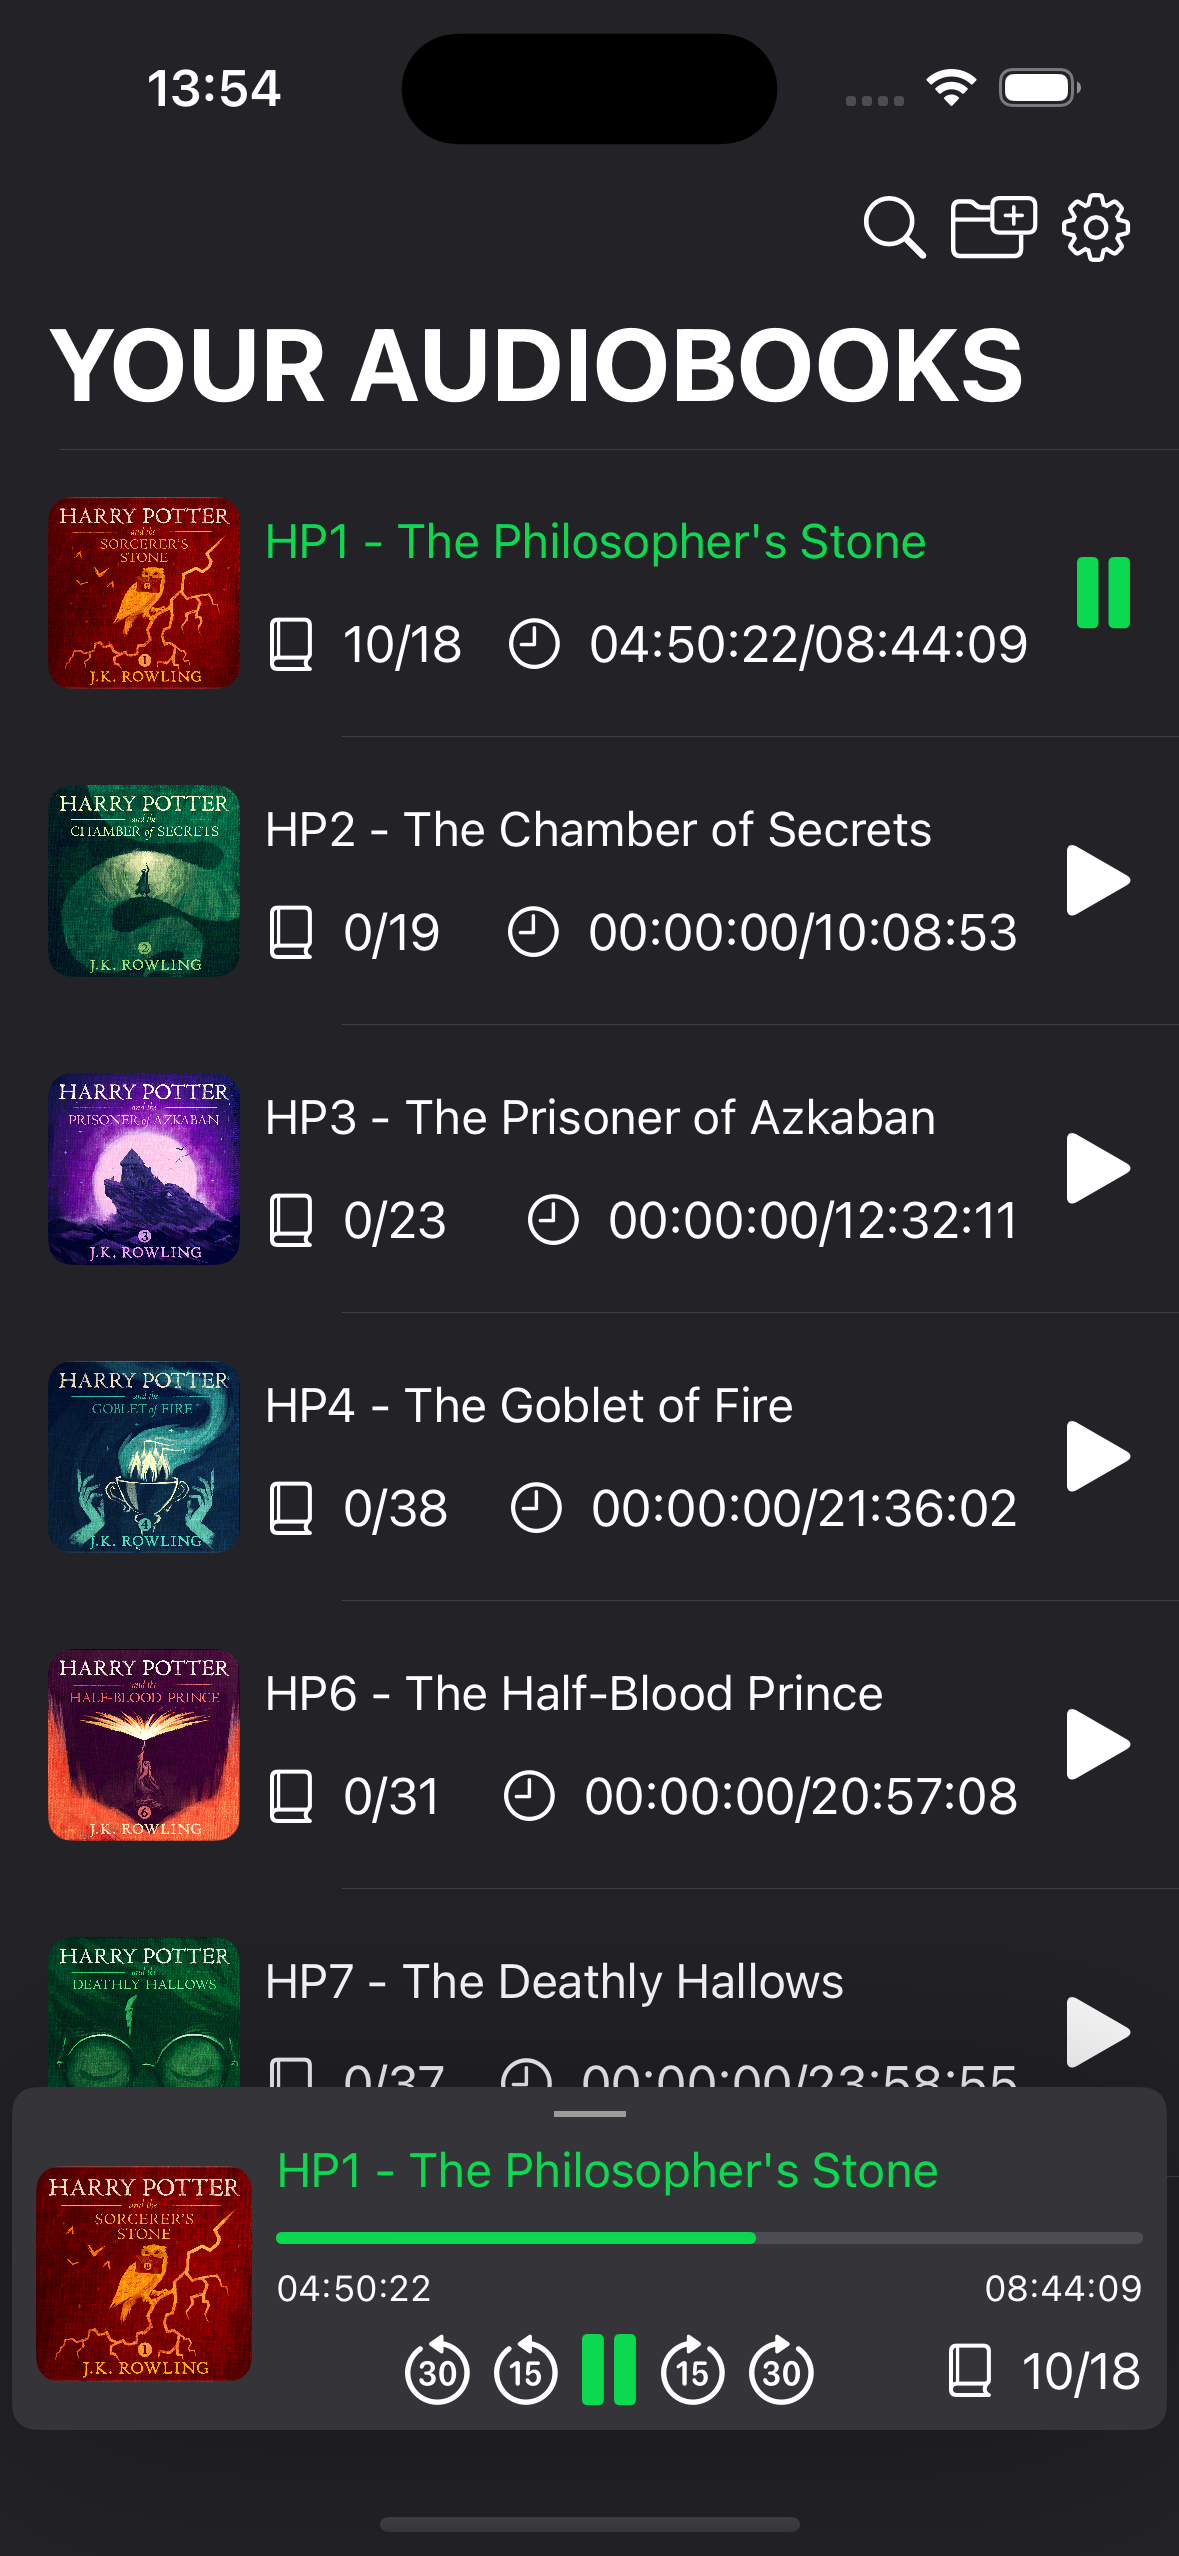 13:54
YOUR AUDIOBOOKS
HARRY POTTER
and the
SORCERER'S
STONE
1
J.K. ROWLING
HP1 - The Philosopher's Stone
10/18 04:50:22/08:44:09
HARRY POTTER
and the
CHAMBER of SECRETS
2
J.K. ROWLING
HP2 - The Chamber of Secrets
0/19 00:00:00/10:08:53
HARRY POTTER
and the
PRISONER of AZKABAN
3
J.K. ROWLING
HP3 - The Prisoner of Azkaban
0/23 00:00:00/12:32:11
HARRY POTTER
and the
GOBLET of FIRE
4
J.K. ROWLING
HP4 - The Goblet of Fire
0/38 00:00:00/21:36:02
HARRY POTTER
and the
HALF-BLOOD PRINCE
6
J.K. ROWLING
HP6 - The Half-Blood Prince
0/31 00:00:00/20:57:08
HARRY POTTER
and the
DEATHLY HALLOWS
HP7 - The Deathly Hallows
0/37 00:00:00/23:58:55
HARRY POTTER
and the
SORCERER'S
STONE
1
J.K. ROWLING
HP1 - The Philosopher's Stone
04:50:22 08:44:09
30 15 15 30 10/18